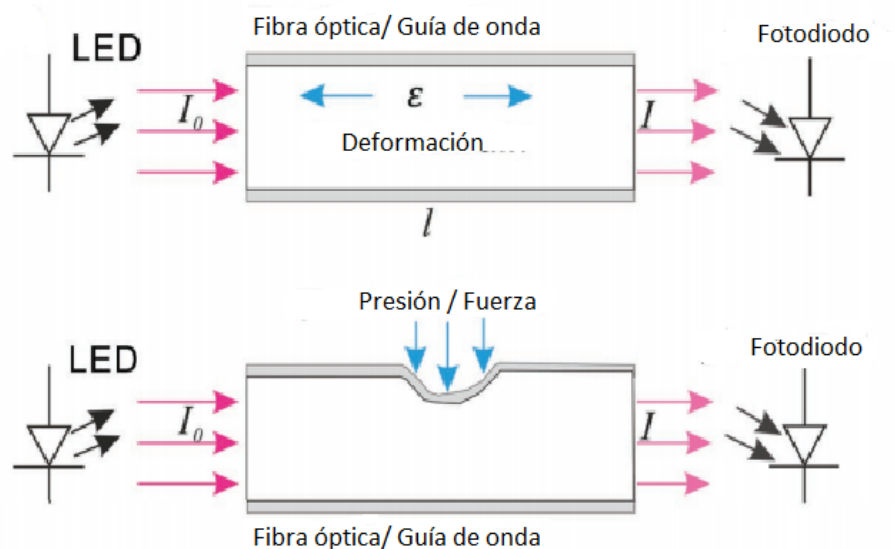 Fibra óptica/ Guía de onda
LED
Fotodiodo
I₀
ε
I
Deformación
l
Presión / Fuerza
LED
Fotodiodo
I₀
I
Fibra óptica/ Guía de onda